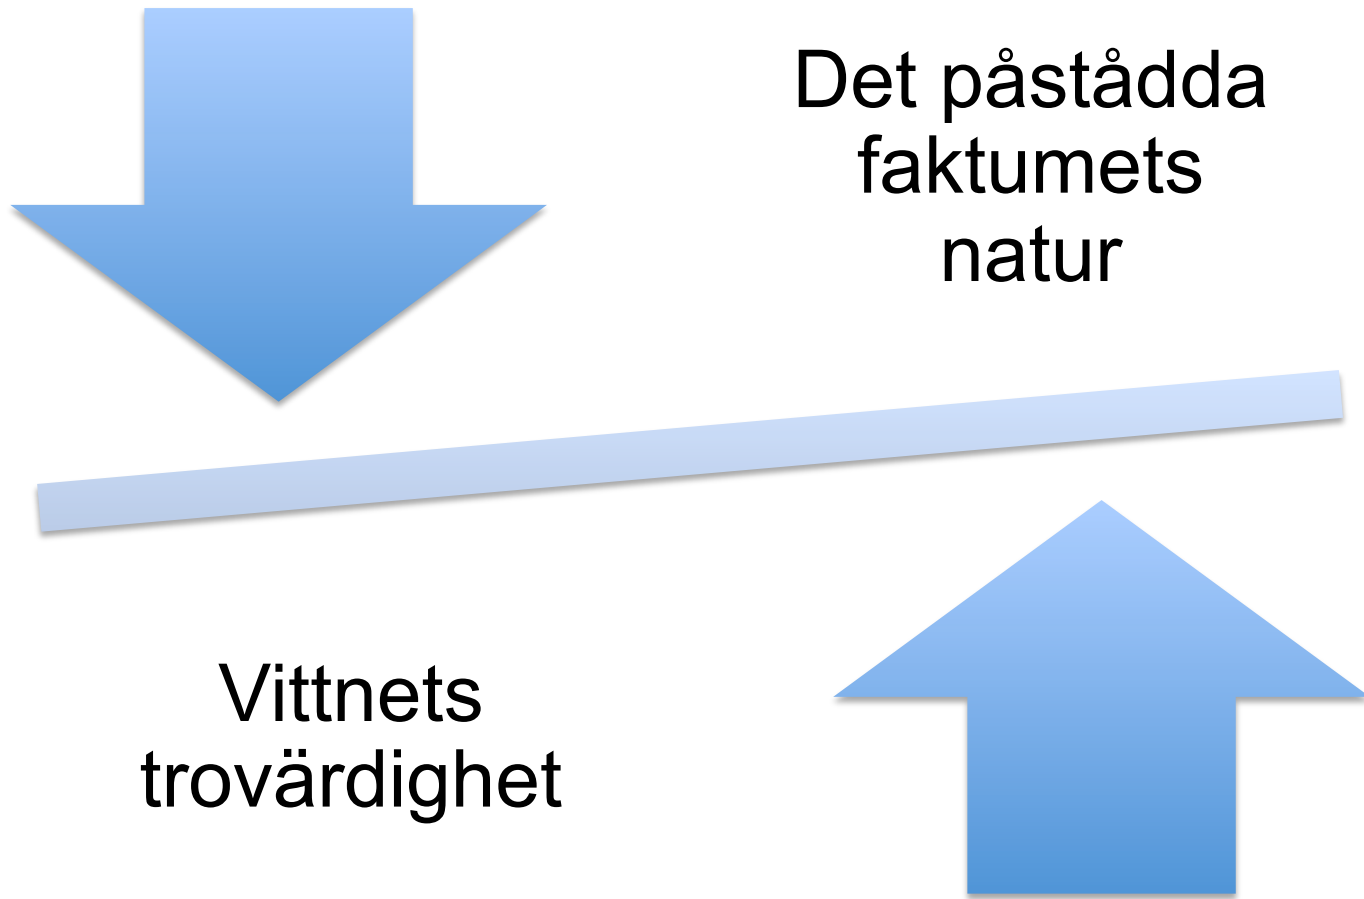 Det påstådda
faktumets
natur
Vittnets
trovärdighet